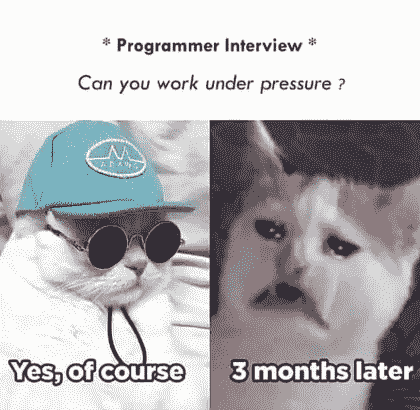 * Programmer Interview *
Can you work under pressure ?
Yes, of course
3 months later